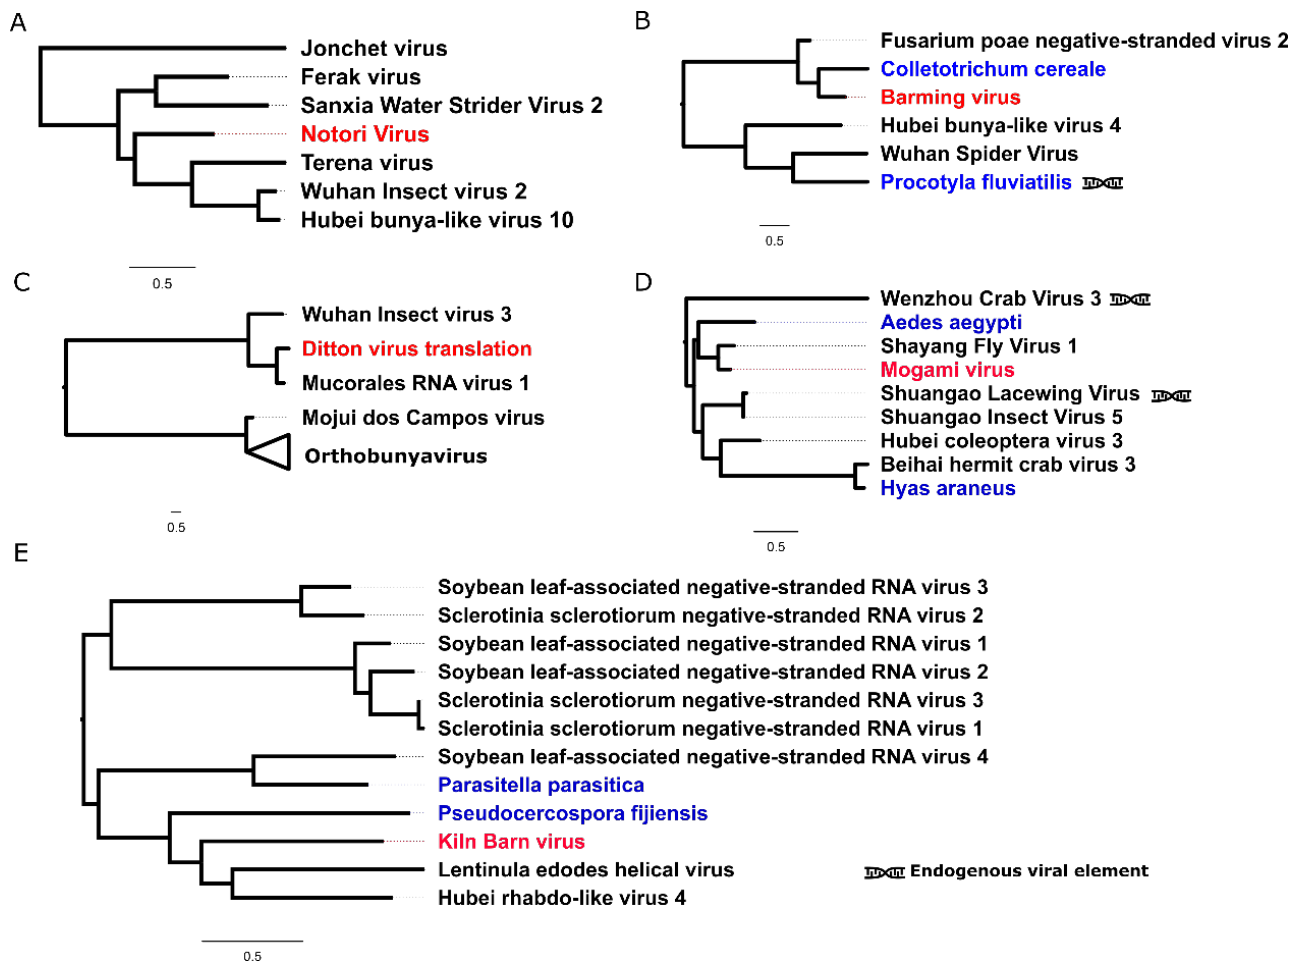 A
Jonchet virus
Ferak virus
Sanxia Water Strider Virus 2
Notori Virus
Terena virus
Wuhan Insect virus 2
Hubei bunya-like virus 10
0.5
B
Fusarium poae negative-stranded virus 2
Colletotrichum cereale
Barming virus
Hubei bunya-like virus 4
Wuhan Spider Virus
Procotyla fluviatilis
0.5
C
Wuhan Insect virus 3
Ditton virus translation
Mucorales RNA virus 1
Mojui dos Campos virus
Orthobunyavirus
0.5
D
Wenzhou Crab Virus 3
Aedes aegypti
Shayang Fly Virus 1
Mogami virus
Shuangao Lacewing Virus
Shuangao Insect Virus 5
Hubei coleoptera virus 3
Beihai hermit crab virus 3
Hyas araneus
0.5
E
Soybean leaf-associated negative-stranded RNA virus 3
Sclerotinia sclerotiorum negative-stranded RNA virus 2
Soybean leaf-associated negative-stranded RNA virus 1
Soybean leaf-associated negative-stranded RNA virus 2
Sclerotinia sclerotiorum negative-stranded RNA virus 3
Sclerotinia sclerotiorum negative-stranded RNA virus 1
Soybean leaf-associated negative-stranded RNA virus 4
Parasitella parasitica
Pseudocercospora fijiensis
Kiln Barn virus
Lentinula edodes helical virus
Hubei rhabdo-like virus 4
Endogenous viral element
0.5